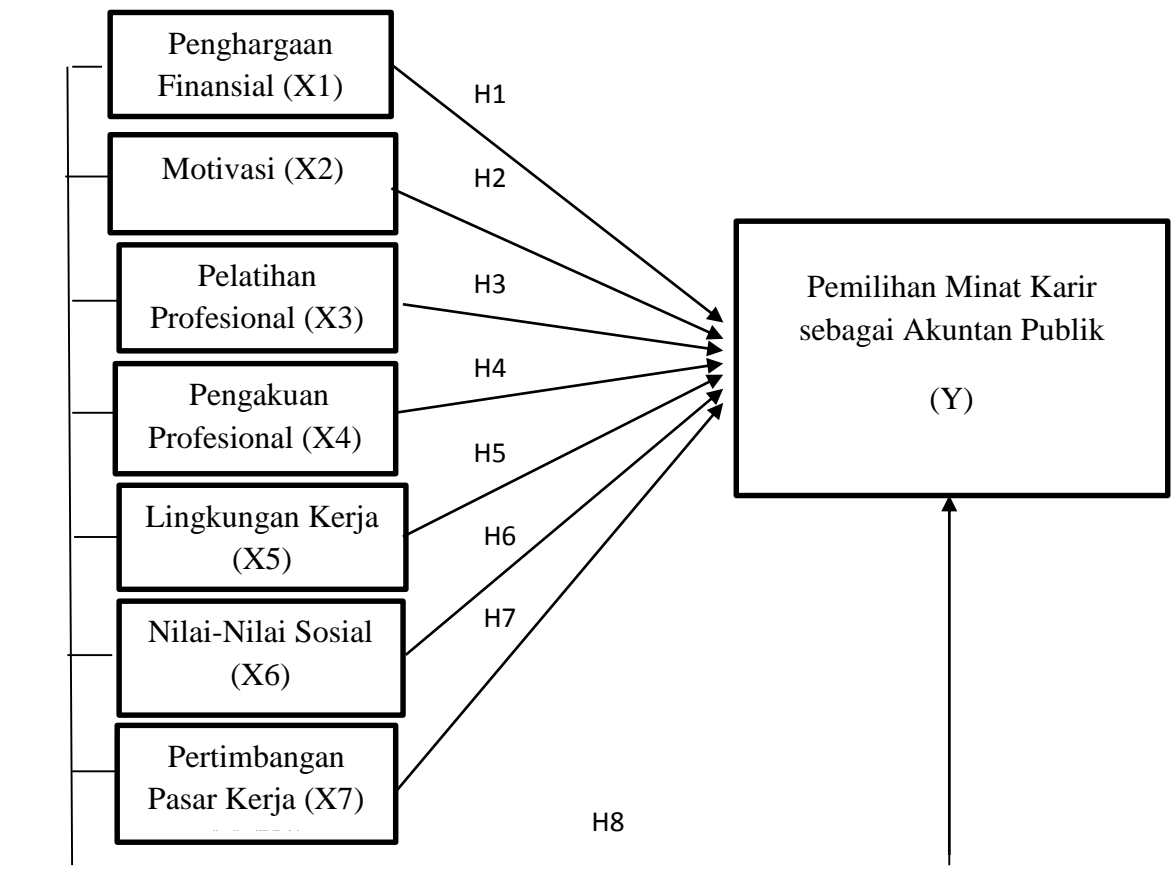 Penghargaan
Finansial (X1)
H1
Motivasi (X2)
H2
Pelatihan
Profesional (X3)
H3
Pengakuan
Profesional (X4)
H4
Lingkungan Kerja
(X5)
H5
Nilai-Nilai Sosial
(X6)
H6
Pertimbangan
Pasar Kerja (X7)
H7
H8
Pemilihan Minat Karir
sebagai Akuntan Publik
(Y)